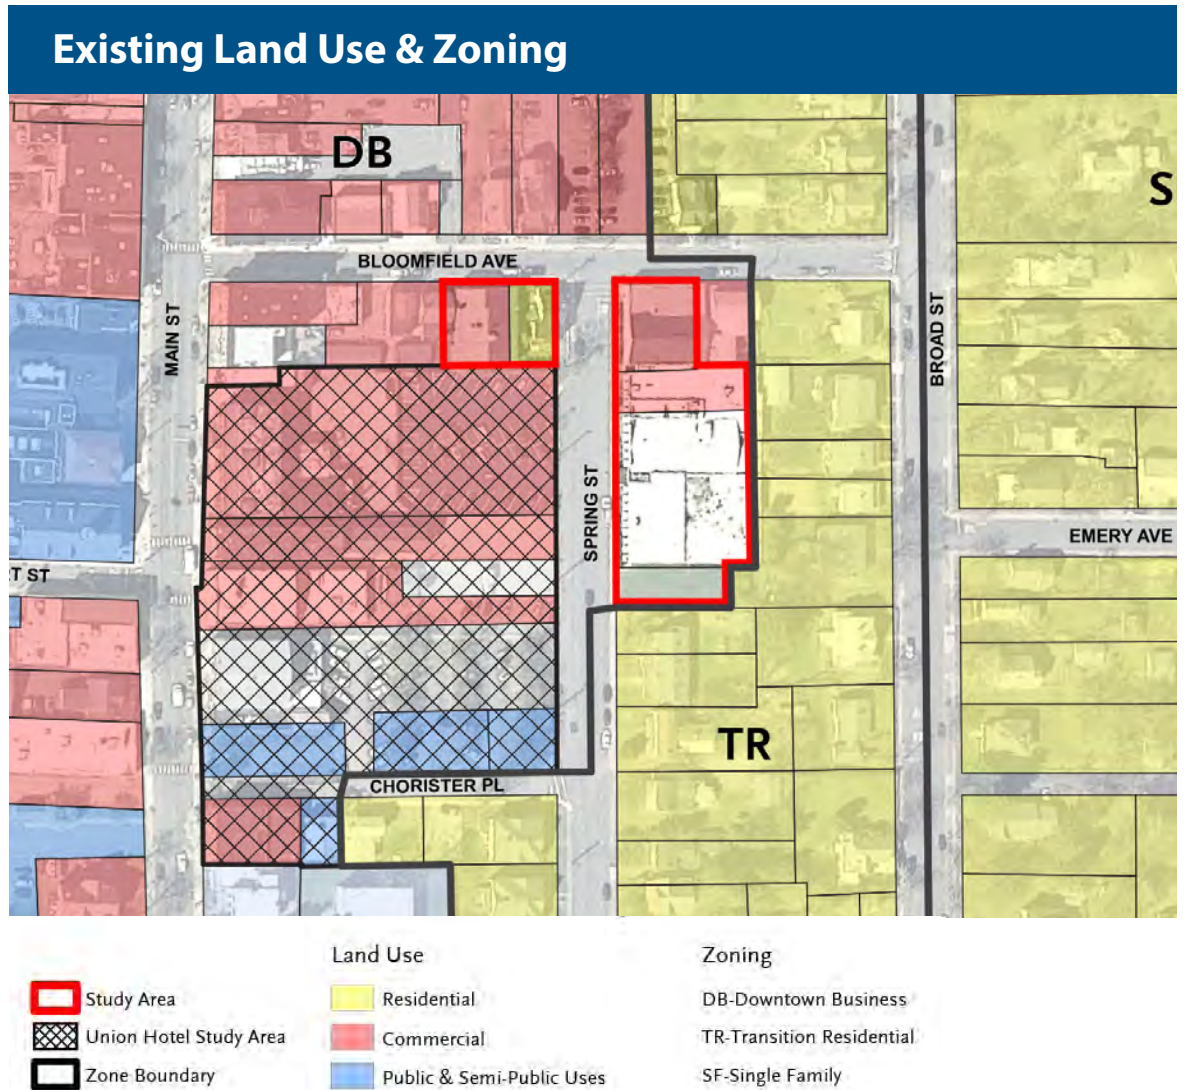 Existing Land Use & Zoning
DB
S
BLOOMFIELD AVE
MAIN ST
BROAD ST
SPRING ST
EMERY AVE
T ST
TR
CHORISTER PL
Land Use
Zoning
Study Area
Residential
DB-Downtown Business
Union Hotel Study Area
Commercial
TR-Transition Residential
Zone Boundary
Public & Semi-Public Uses
SF-Single Family